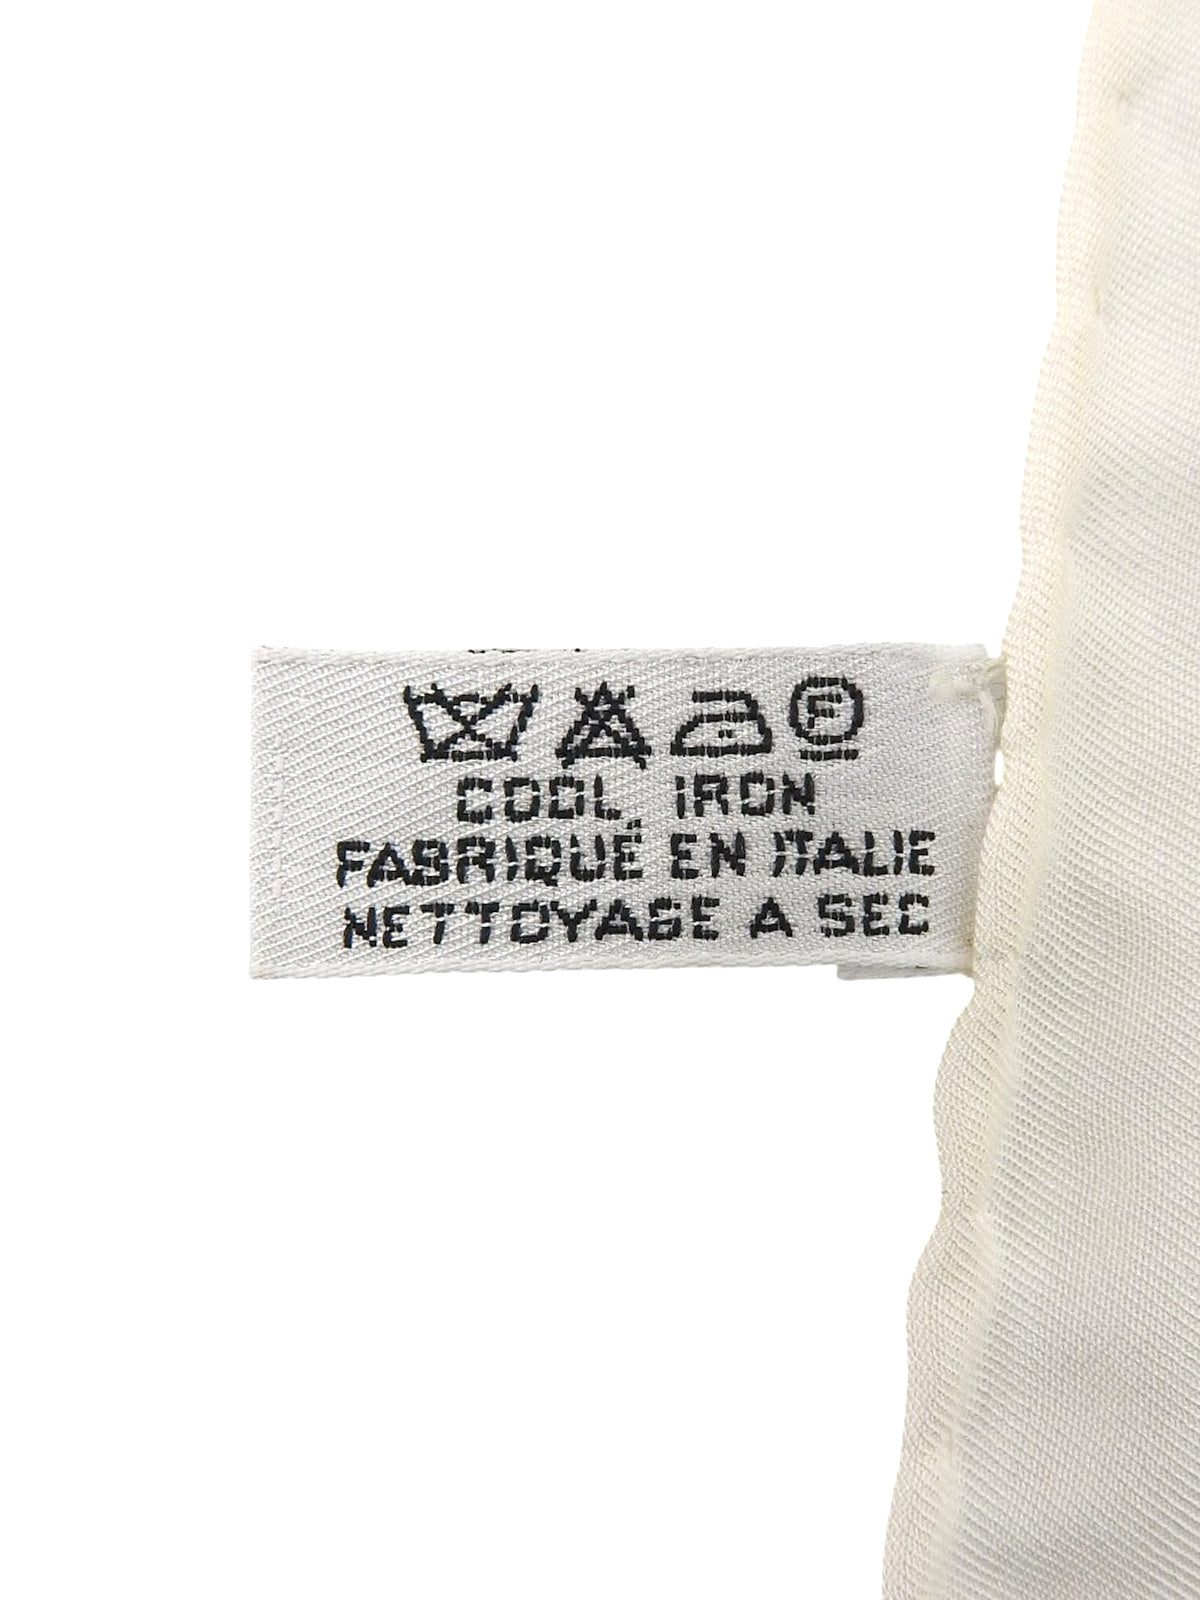 F
COOL IRON
FABRIQUÉ EN ITALIE
NETTOYAGE A SEC